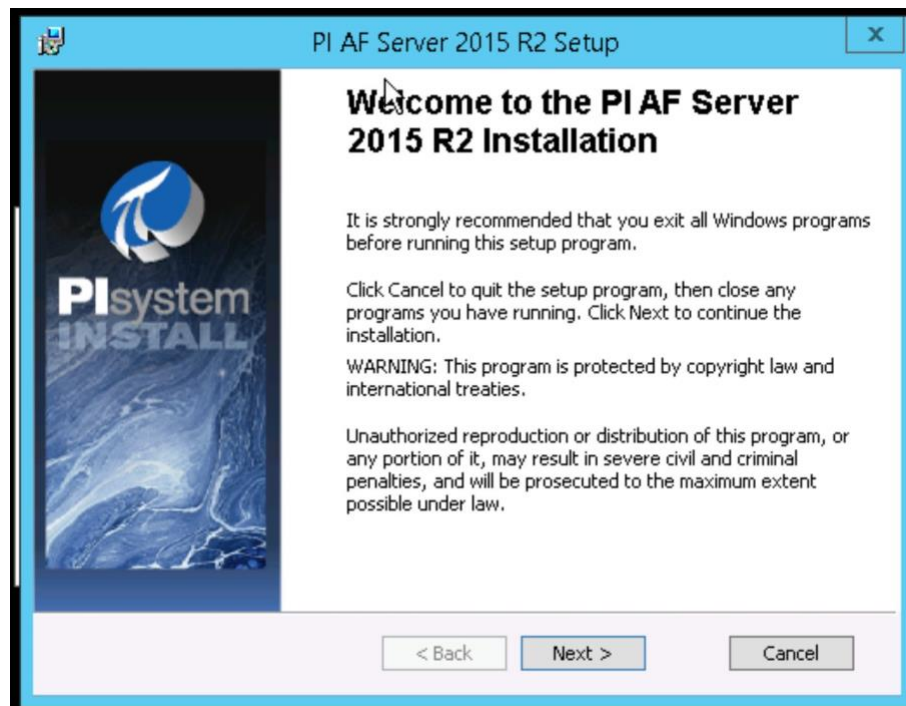 PI AF Server 2015 R2 Setup
x
Welcome to the PI AF Server
2015 R2 Installation
It is strongly recommended that you exit all Windows programs
before running this setup program.
Click Cancel to quit the setup program, then close any
programs you have running. Click Next to continue the
installation.
WARNING: This program is protected by copyright law and
international treaties.
Unauthorized reproduction or distribution of this program, or
any portion of it, may result in severe civil and criminal
penalties, and will be prosecuted to the maximum extent
possible under law.
PIsystem
INSTALL
< Back
Next >
Cancel